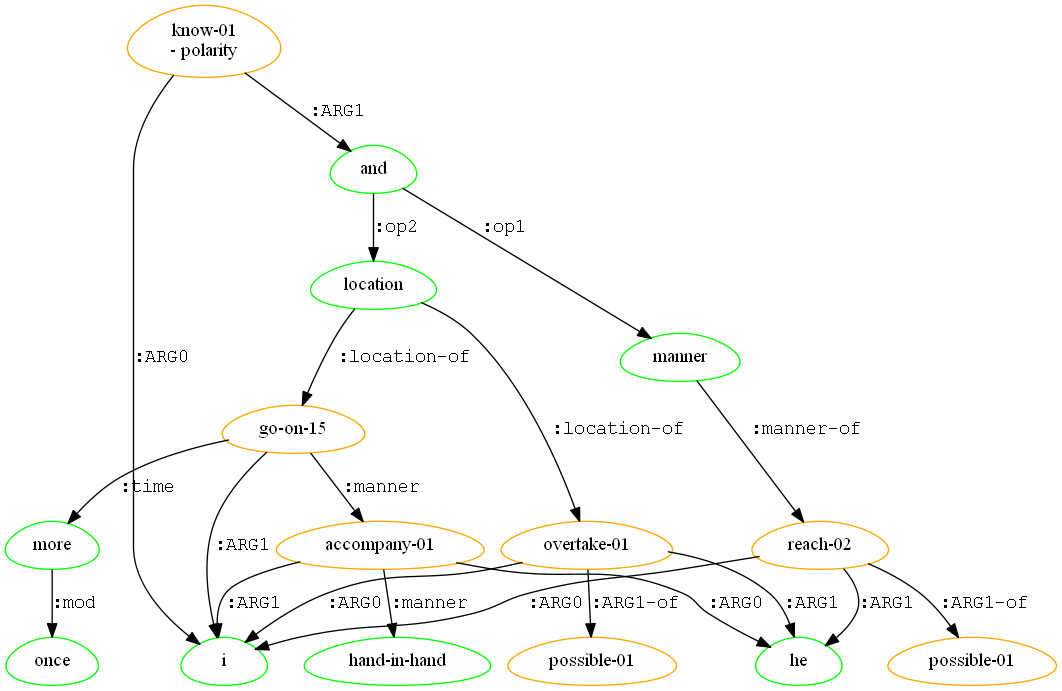 know-01
- polarity
:ARG1
and
:op2
:op1
location
manner
:ARG0
:location-of
:location-of
:manner-of
go-on-15
:time
:manner
more
:ARG1
accompany-01
overtake-01
reach-02
:mod
:ARG1
:manner
:ARG0
:ARG1-of
:ARG0
:ARG0
:ARG1
:ARG1
:ARG1-of
once
i
hand-in-hand
possible-01
he
possible-01